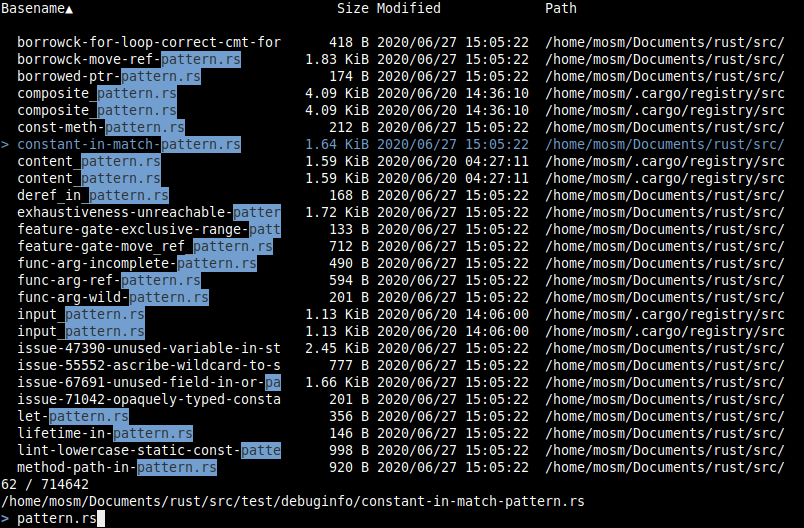 Basename▲ Size Modified Path
borrowck-for-loop-correct-cmt-for 418 B 2020/06/27 15:05:22 /home/mosm/Documents/rust/src/
borrowck-move-ref-pattern.rs 1.83 KiB 2020/06/27 15:05:22 /home/mosm/Documents/rust/src/
borrowed-ptr-pattern.rs 174 B 2020/06/27 15:05:22 /home/mosm/Documents/rust/src/
composite_pattern.rs 4.09 KiB 2020/06/20 14:36:10 /home/mosm/.cargo/registry/src
composite_pattern.rs 4.09 KiB 2020/06/20 14:36:10 /home/mosm/.cargo/registry/src
const-meth-pattern.rs 212 B 2020/06/27 15:05:22 /home/mosm/Documents/rust/src/
> constant-in-match-pattern.rs 1.64 KiB 2020/06/27 15:05:22 /home/mosm/Documents/rust/src/
content_pattern.rs 1.59 KiB 2020/06/20 04:27:11 /home/mosm/.cargo/registry/src
content_pattern.rs 1.59 KiB 2020/06/20 04:27:11 /home/mosm/.cargo/registry/src
deref_in_pattern.rs 168 B 2020/06/27 15:05:22 /home/mosm/Documents/rust/src/
exhaustiveness-unreachable-patter 1.72 KiB 2020/06/27 15:05:22 /home/mosm/Documents/rust/src/
feature-gate-exclusive-range-patt 133 B 2020/06/27 15:05:22 /home/mosm/Documents/rust/src/
feature-gate-move_ref_pattern.rs 712 B 2020/06/27 15:05:22 /home/mosm/Documents/rust/src/
func-arg-incomplete-pattern.rs 490 B 2020/06/27 15:05:22 /home/mosm/Documents/rust/src/
func-arg-ref-pattern.rs 594 B 2020/06/27 15:05:22 /home/mosm/Documents/rust/src/
func-arg-wild-pattern.rs 201 B 2020/06/27 15:05:22 /home/mosm/Documents/rust/src/
input_pattern.rs 1.13 KiB 2020/06/20 14:06:00 /home/mosm/.cargo/registry/src
input_pattern.rs 1.13 KiB 2020/06/20 14:06:00 /home/mosm/.cargo/registry/src
issue-47390-unused-variable-in-st 2.45 KiB 2020/06/27 15:05:22 /home/mosm/Documents/rust/src/
issue-55552-ascribe-wildcard-to-s 777 B 2020/06/27 15:05:22 /home/mosm/Documents/rust/src/
issue-67691-unused-field-in-or-pa 1.66 KiB 2020/06/27 15:05:22 /home/mosm/Documents/rust/src/
issue-71042-opaquely-typed-consta 201 B 2020/06/27 15:05:22 /home/mosm/Documents/rust/src/
let-pattern.rs 356 B 2020/06/27 15:05:22 /home/mosm/Documents/rust/src/
lifetime-in-pattern.rs 146 B 2020/06/27 15:05:22 /home/mosm/Documents/rust/src/
lint-lowercase-static-const-patte 998 B 2020/06/27 15:05:22 /home/mosm/Documents/rust/src/
method-path-in-pattern.rs 920 B 2020/06/27 15:05:22 /home/mosm/Documents/rust/src/
62 / 714642
/home/mosm/Documents/rust/src/test/debuginfo/constant-in-match-pattern.rs
> pattern.rs